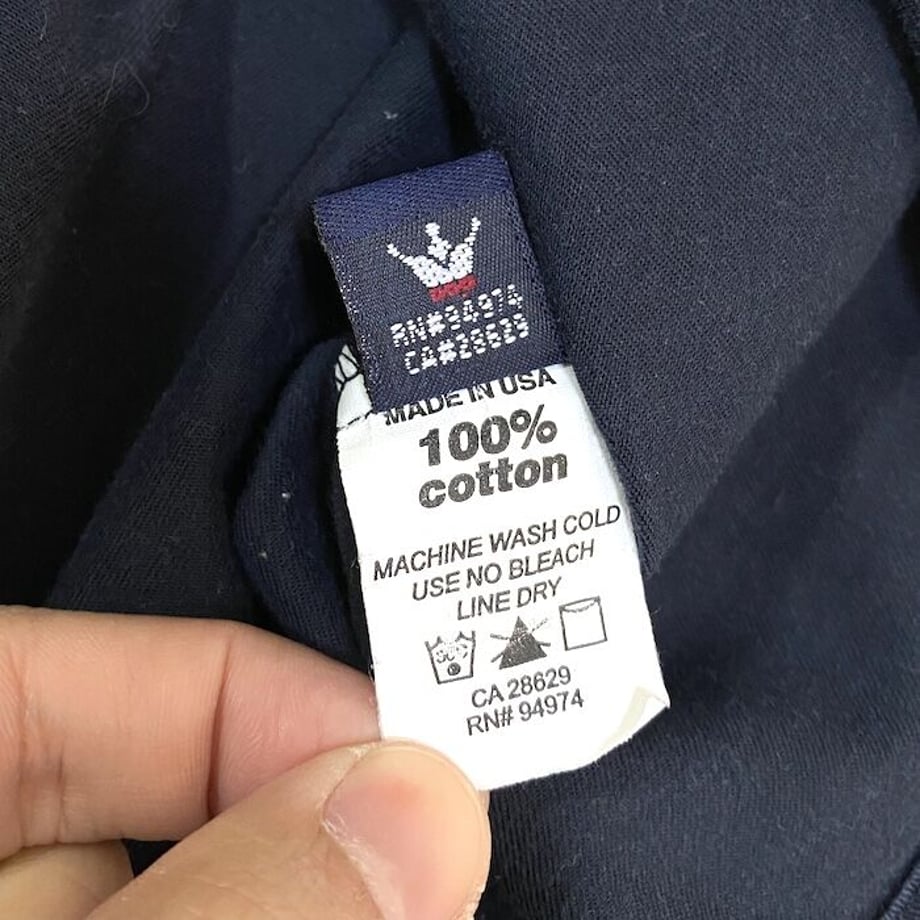 RN#94974
CA#28629
MADE IN USA
100%
cotton
MACHINE WASH COLD
USE NO BLEACH
LINE DRY
CA 28629
RN# 94974